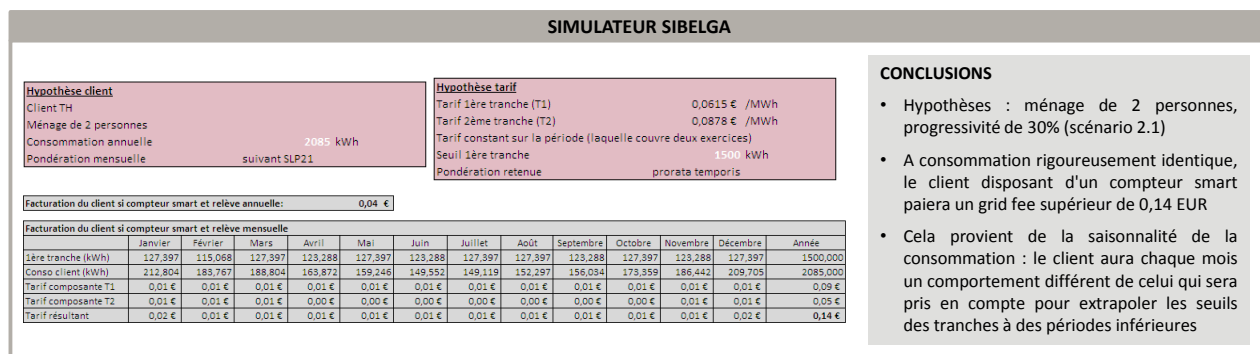 SIMULATEUR SIBELGA
Hypothèse client
Client TH
Ménage de 2 personnes
Consommation annuelle 2085 kWh
Pondération mensuelle suivant SLP21
Hypothèse tarif
Tarif 1ère tranche (T1) 0,0615 € /MWh
Tarif 2ème tranche (T2) 0,0878 € /MWh
Tarif constant sur la période (laquelle couvre deux exercices)
Seuil 1ère tranche 1500 kWh
Pondération retenue prorata temporis
Facturation du client si compteur smart et relève annuelle: 0,04 €
Facturation du client si compteur smart et relève mensuelle
Janvier Février Mars Avril Mai Juin Juillet Août Septembre Octobre Novembre Décembre Année
1ère tranche (kWh) 127,397 115,068 127,397 123,288 127,397 123,288 127,397 127,397 123,288 127,397 123,288 127,397 1500,000
Conso client (kWh) 212,804 183,767 188,804 163,872 159,246 149,552 149,119 152,297 156,034 173,359 186,442 209,705 2085,000
Tarif composante T1 0,01 € 0,01 € 0,01 € 0,01 € 0,01 € 0,01 € 0,01 € 0,01 € 0,01 € 0,01 € 0,01 € 0,01 € 0,09 €
Tarif composante T2 0,01 € 0,01 € 0,01 € 0,00 € 0,00 € 0,00 € 0,00 € 0,00 € 0,00 € 0,00 € 0,01 € 0,01 € 0,05 €
Tarif résultant 0,02 € 0,01 € 0,01 € 0,01 € 0,01 € 0,01 € 0,01 € 0,01 € 0,01 € 0,01 € 0,01 € 0,02 € 0,14 €
CONCLUSIONS
• Hypothèses : ménage de 2 personnes,
progressivité de 30% (scénario 2.1)
• A consommation rigoureusement identique,
le client disposant d'un compteur smart
paiera un grid fee supérieur de 0,14 EUR
• Cela provient de la saisonnalité de la
consommation : le client aura chaque mois
un comportement différent de celui qui sera
pris en compte pour extrapoler les seuils
des tranches à des périodes inférieures